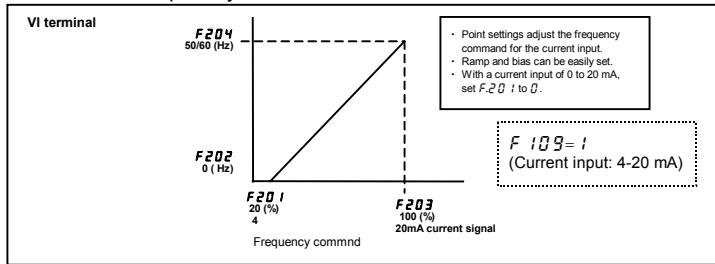 VI terminal
F204
50/60 (Hz)
· Point settings adjust the frequency
command for the current input.
· Ramp and bias can be easily set.
· With a current input of 0 to 20 mA,
set F.201 to 0.
F109=1
(Current input: 4-20 mA)
F202
0 ( Hz)
F201
20 (%)
4
F203
100 (%)
20mA current signal
Frequency commnd